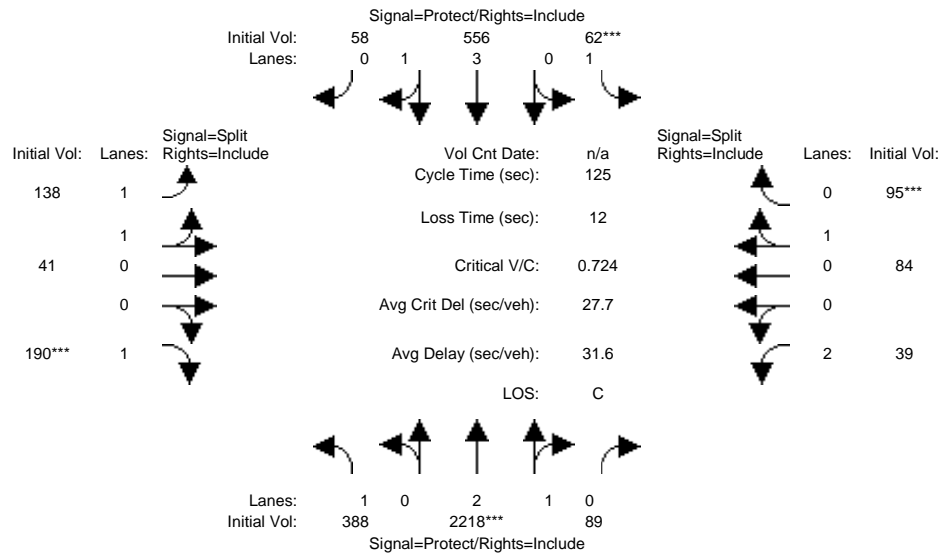 Signal=Protect/Rights=Include
Initial Vol: 58 556 62***
Lanes: 0 1 3 0 1
Signal=Split
Initial Vol: Lanes: Rights=Include
Vol Cnt Date: n/a
Signal=Split
Rights=Include Lanes: Initial Vol:
Cycle Time (sec): 125
138 1
0 95***
Loss Time (sec): 12
1
1
41 0
Critical V/C: 0.724
0 84
0
Avg Crit Del (sec/veh): 27.7
0
190*** 1
Avg Delay (sec/veh): 31.6
2 39
LOS: C
Lanes: 1 0 2 1 0
Initial Vol: 388 2218*** 89
Signal=Protect/Rights=Include